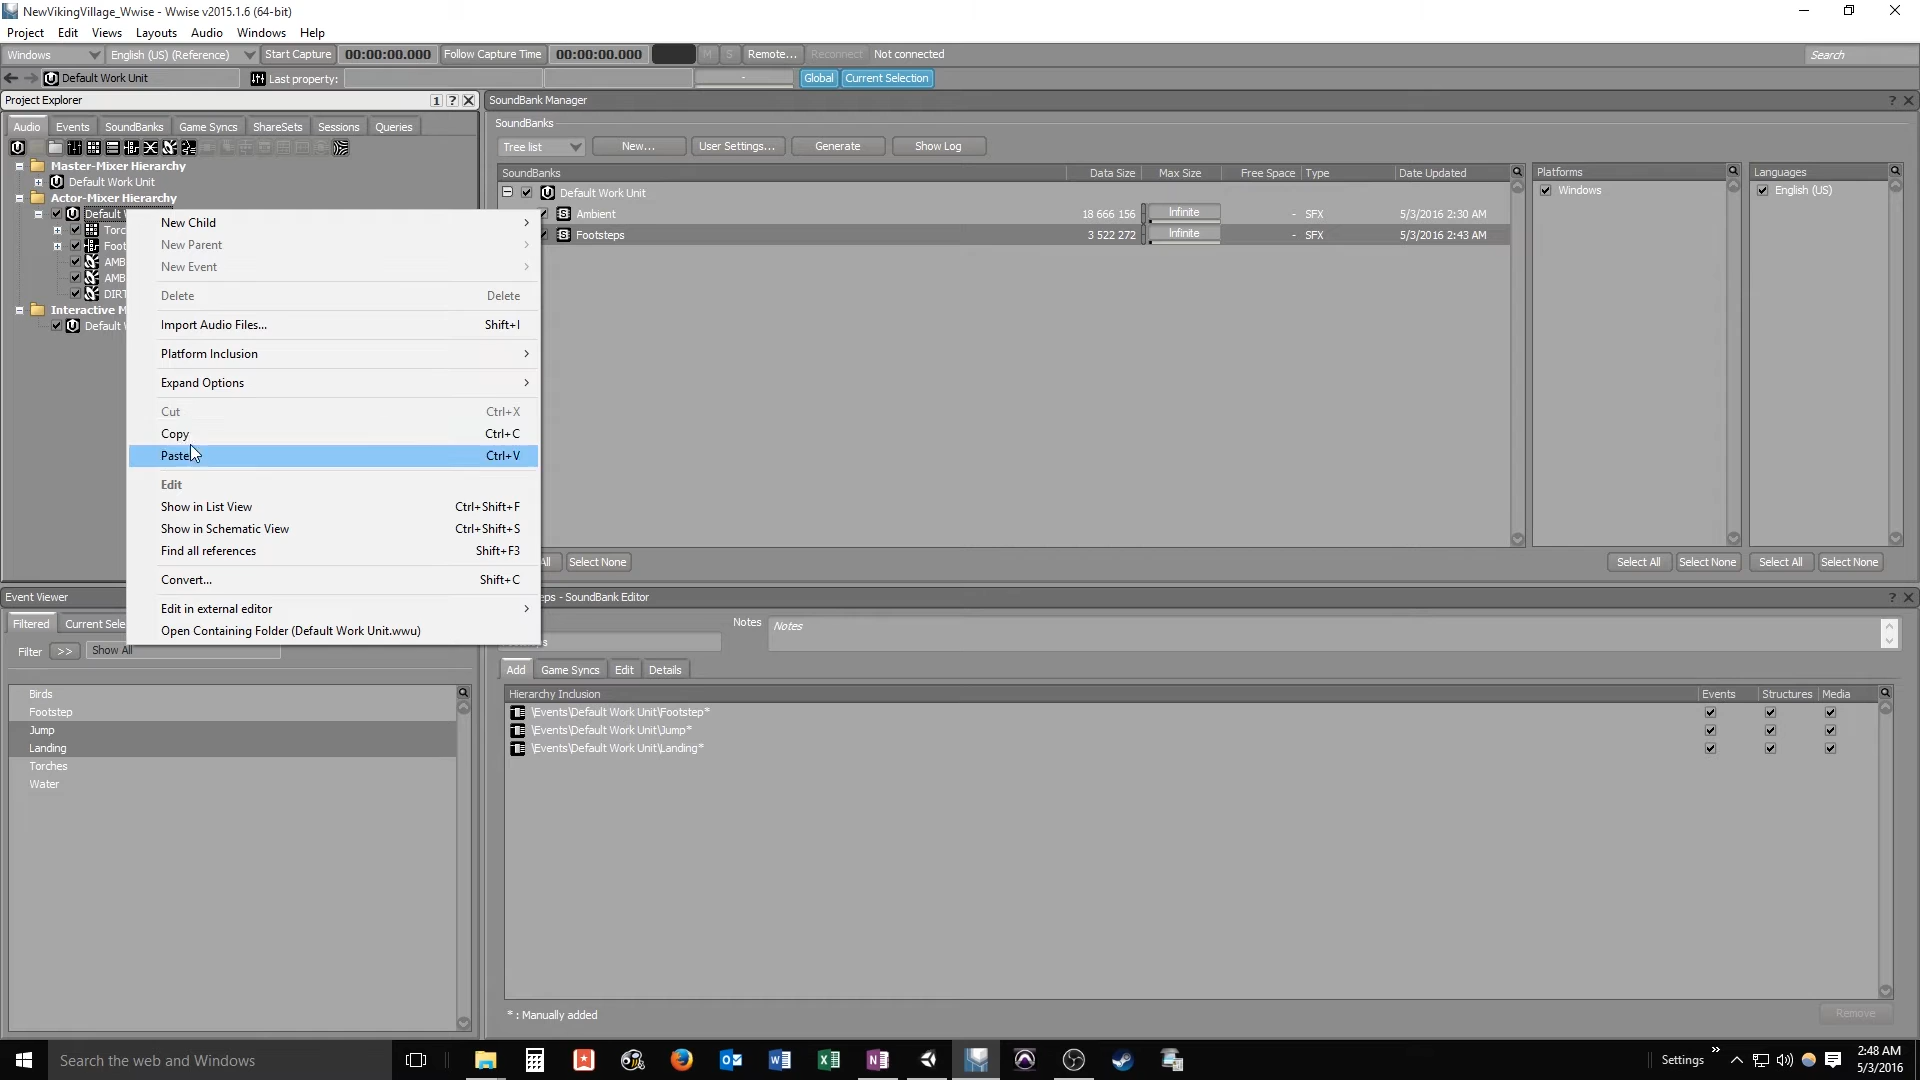 NewVikingVillage_Wwise - Wwise v2015.1.6 (64-bit)
Project Edit Views Layouts Audio Windows Help
Windows English (US) (Reference) Start Capture 00:00:00.000 Follow Capture Time 00:00:00.000 M S Remote... Reconnect Not connected Search
Default Work Unit Last property: - Global Current Selection
Project Explorer 1 ?
Audio Events SoundBanks Game Syncs ShareSets Sessions Queries
Master-Mixer Hierarchy
Default Work Unit
Actor-Mixer Hierarchy
Default
Torc
Foot
AMB
AMB
DIRT
Interactive M
Default
New Child
New Parent
New Event
Delete Delete
Import Audio Files... Shift+I
Platform Inclusion
Expand Options
Cut Ctrl+X
Copy Ctrl+C
Paste Ctrl+V
Edit
Show in List View Ctrl+Shift+F
Show in Schematic View Ctrl+Shift+S
Find all references Shift+F3
Convert... Shift+C
Edit in external editor
Open Containing Folder (Default Work Unit.wwu)
SoundBank Manager ?
SoundBanks
Tree list New... User Settings... Generate Show Log
SoundBanks Data Size Max Size Free Space Type Date Updated
Default Work Unit
Ambient 18 666 156 Infinite - SFX 5/3/2016 2:30 AM
Footsteps 3 522 272 Infinite - SFX 5/3/2016 2:43 AM
All Select None
Platforms
Windows
Select All Select None
Languages
English (US)
Select All Select None
Event Viewer
Filtered Current Sele
Filter >> Show All
Birds
Footstep
Jump
Landing
Torches
Water
eps - SoundBank Editor ?
Notes Notes
Add Game Syncs Edit Details
Hierarchy Inclusion Events Structures Media
\Events\Default Work Unit\Footstep*
\Events\Default Work Unit\Jump*
\Events\Default Work Unit\Landing*
* : Manually added Remove
Search the web and Windows
Settings
2:48 AM
5/3/2016